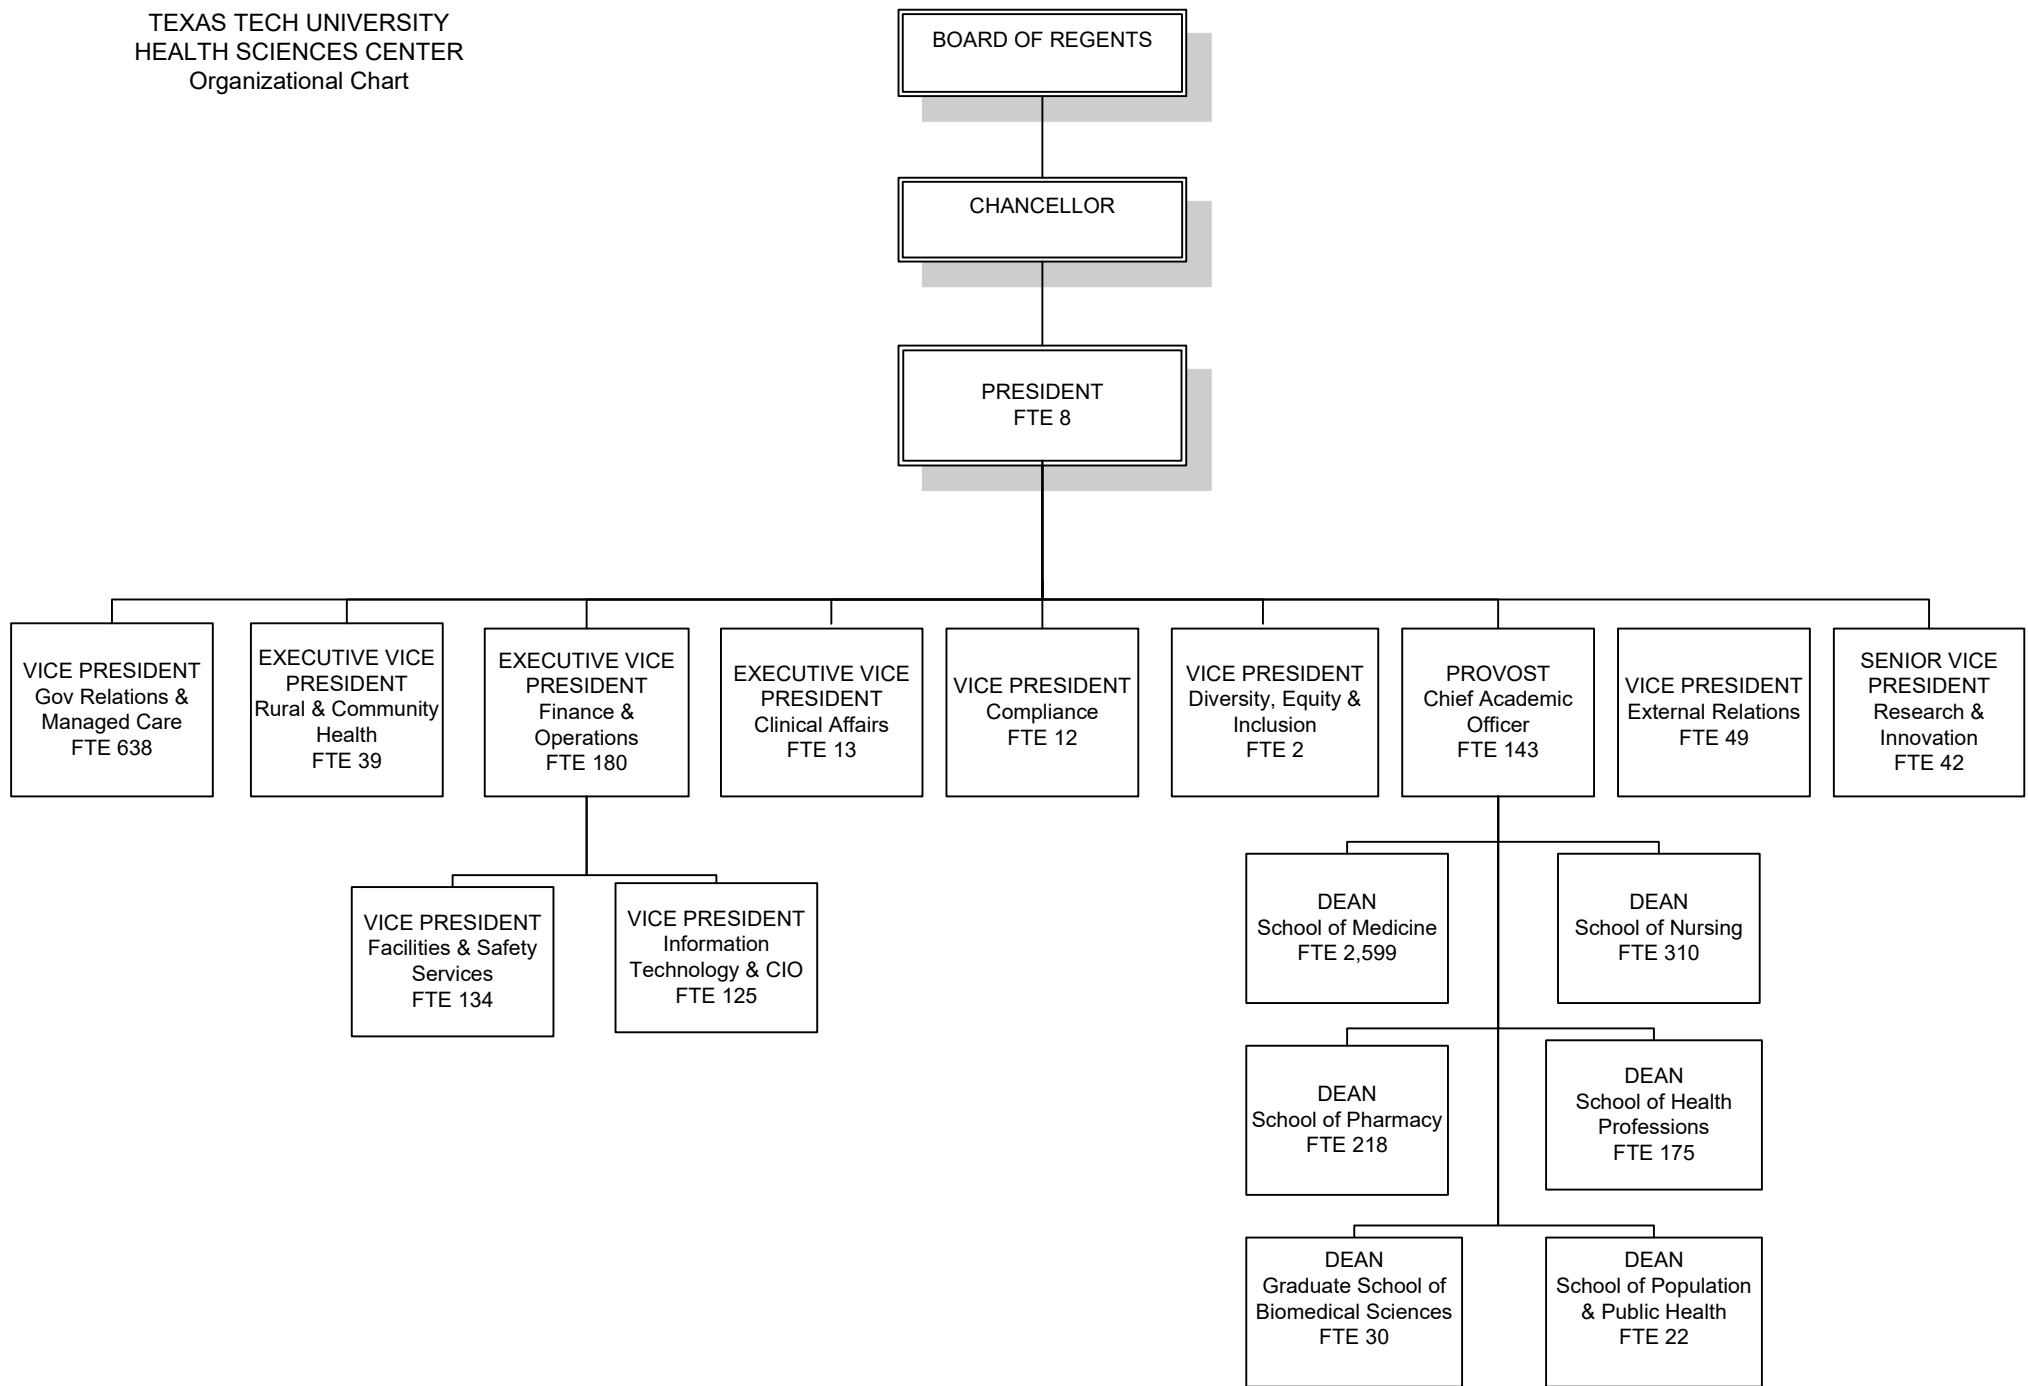 TEXAS TECH UNIVERSITY
HEALTH SCIENCES CENTER
Organizational Chart
BOARD OF REGENTS
CHANCELLOR
PRESIDENT
FTE 8
VICE PRESIDENT
Gov Relations &
Managed Care
FTE 638
EXECUTIVE VICE
PRESIDENT
Rural & Community
Health
FTE 39
EXECUTIVE VICE
PRESIDENT
Finance &
Operations
FTE 180
EXECUTIVE VICE
PRESIDENT
Clinical Affairs
FTE 13
VICE PRESIDENT
Compliance
FTE 12
VICE PRESIDENT
Diversity, Equity &
Inclusion
FTE 2
PROVOST
Chief Academic
Officer
FTE 143
VICE PRESIDENT
External Relations
FTE 49
SENIOR VICE
PRESIDENT
Research &
Innovation
FTE 42
VICE PRESIDENT
Facilities & Safety
Services
FTE 134
VICE PRESIDENT
Information
Technology & CIO
FTE 125
DEAN
School of Medicine
FTE 2,599
DEAN
School of Nursing
FTE 310
DEAN
School of Pharmacy
FTE 218
DEAN
School of Health
Professions
FTE 175
DEAN
Graduate School of
Biomedical Sciences
FTE 30
DEAN
School of Population
& Public Health
FTE 22